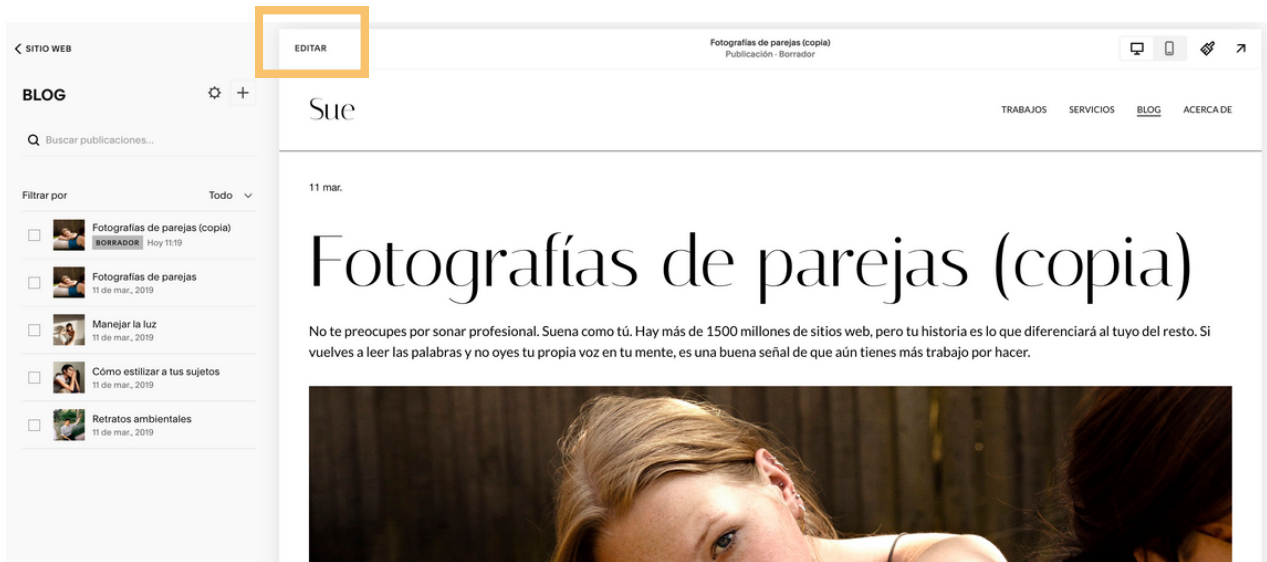 SITIO WEB
BLOG
Buscar publicaciones...
Filtrar por Todo
Fotografías de parejas (copia)
BORRADOR Hoy 11:19
Fotografías de parejas
11 de mar., 2019
Manejar la luz
11 de mar., 2019
Cómo estilizar a tus sujetos
11 de mar., 2019
Retratos ambientales
11 de mar., 2019
EDITAR
Fotografías de parejas (copia)
Publicación · Borrador
Sue
TRABAJOS SERVICIOS BLOG ACERCA DE
11 mar.
Fotografías de parejas (copia)
No te preocupes por sonar profesional. Suena como tú. Hay más de 1500 millones de sitios web, pero tu historia es lo que diferenciará al tuyo del resto. Si
vuelves a leer las palabras y no oyes tu propia voz en tu mente, es una buena señal de que aún tienes más trabajo por hacer.